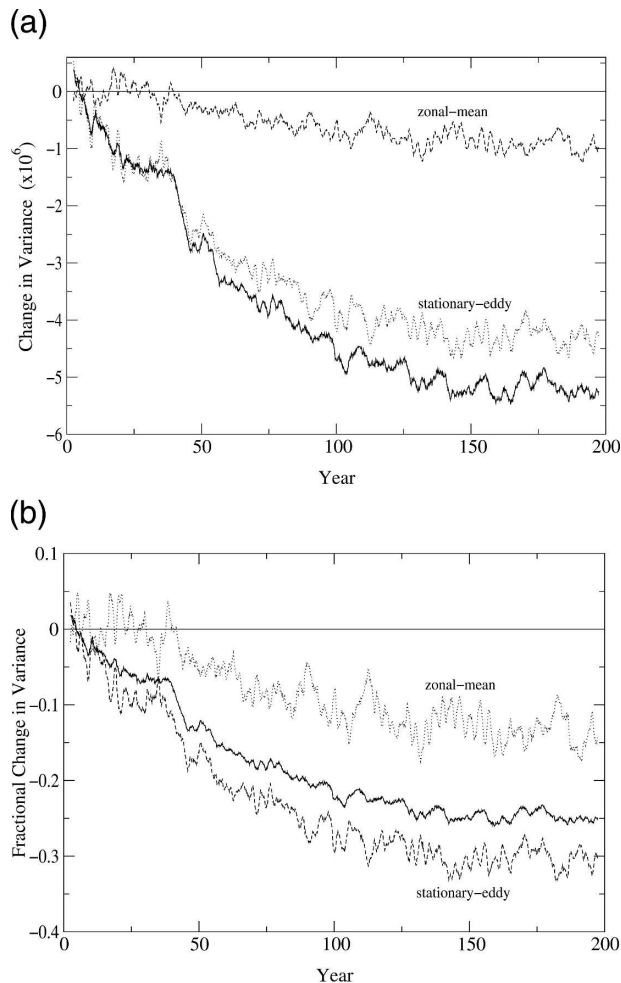 (a)
0
−1
−2
−3
−4
−5
−6
Change in Variance (x10⁶)
zonal−mean
stationary−eddy
0 50 100 150 200
Year
(b)
0.1
0
−0.1
−0.2
−0.3
−0.4
Fractional Change in Variance
zonal−mean
stationary−eddy
0 50 100 150 200
Year